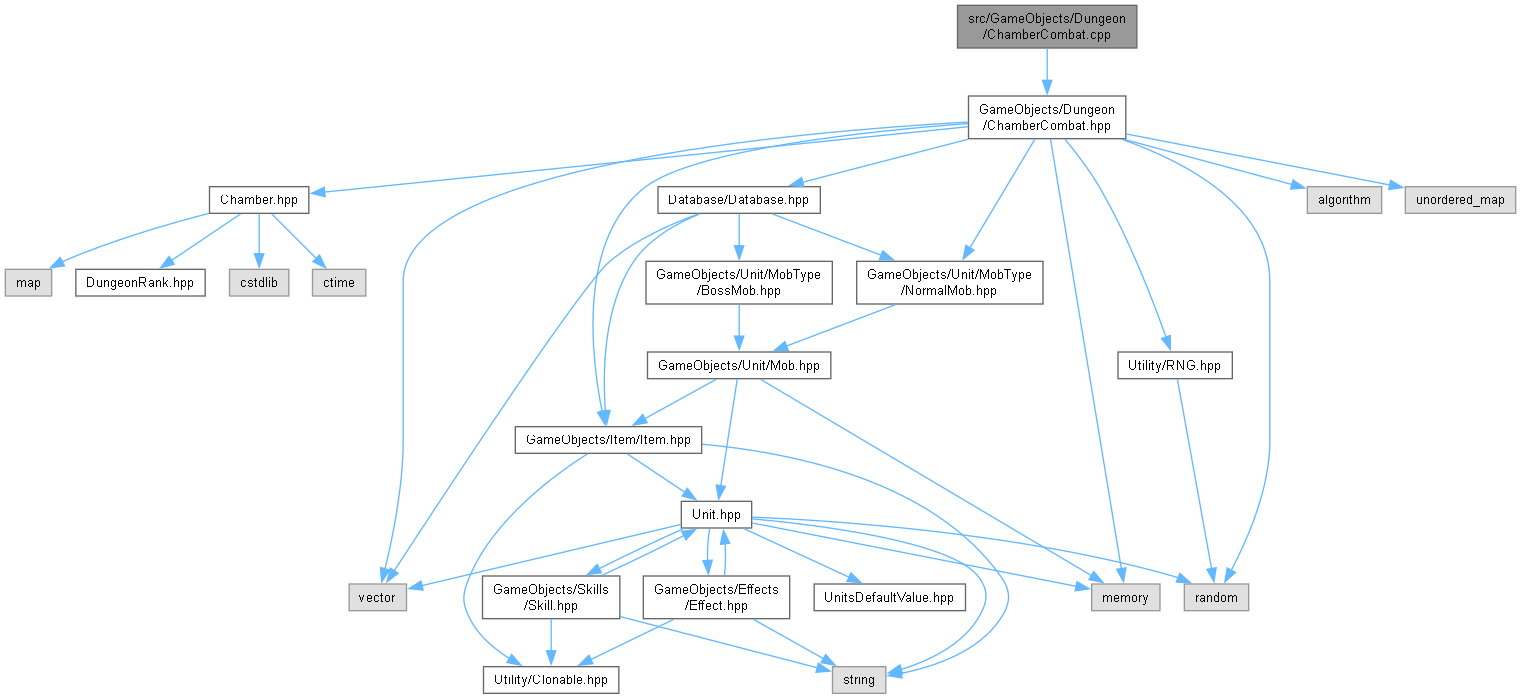 src/GameObjects/Dungeon
/ChamberCombat.cpp
GameObjects/Dungeon
/ChamberCombat.hpp
Chamber.hpp
Database/Database.hpp
algorithm
unordered_map
map
DungeonRank.hpp
cstdlib
ctime
GameObjects/Unit/MobType
/BossMob.hpp
GameObjects/Unit/MobType
/NormalMob.hpp
GameObjects/Unit/Mob.hpp
Utility/RNG.hpp
GameObjects/Item/Item.hpp
Unit.hpp
vector
GameObjects/Skills
/Skill.hpp
GameObjects/Effects
/Effect.hpp
UnitsDefaultValue.hpp
memory
random
Utility/Clonable.hpp
string